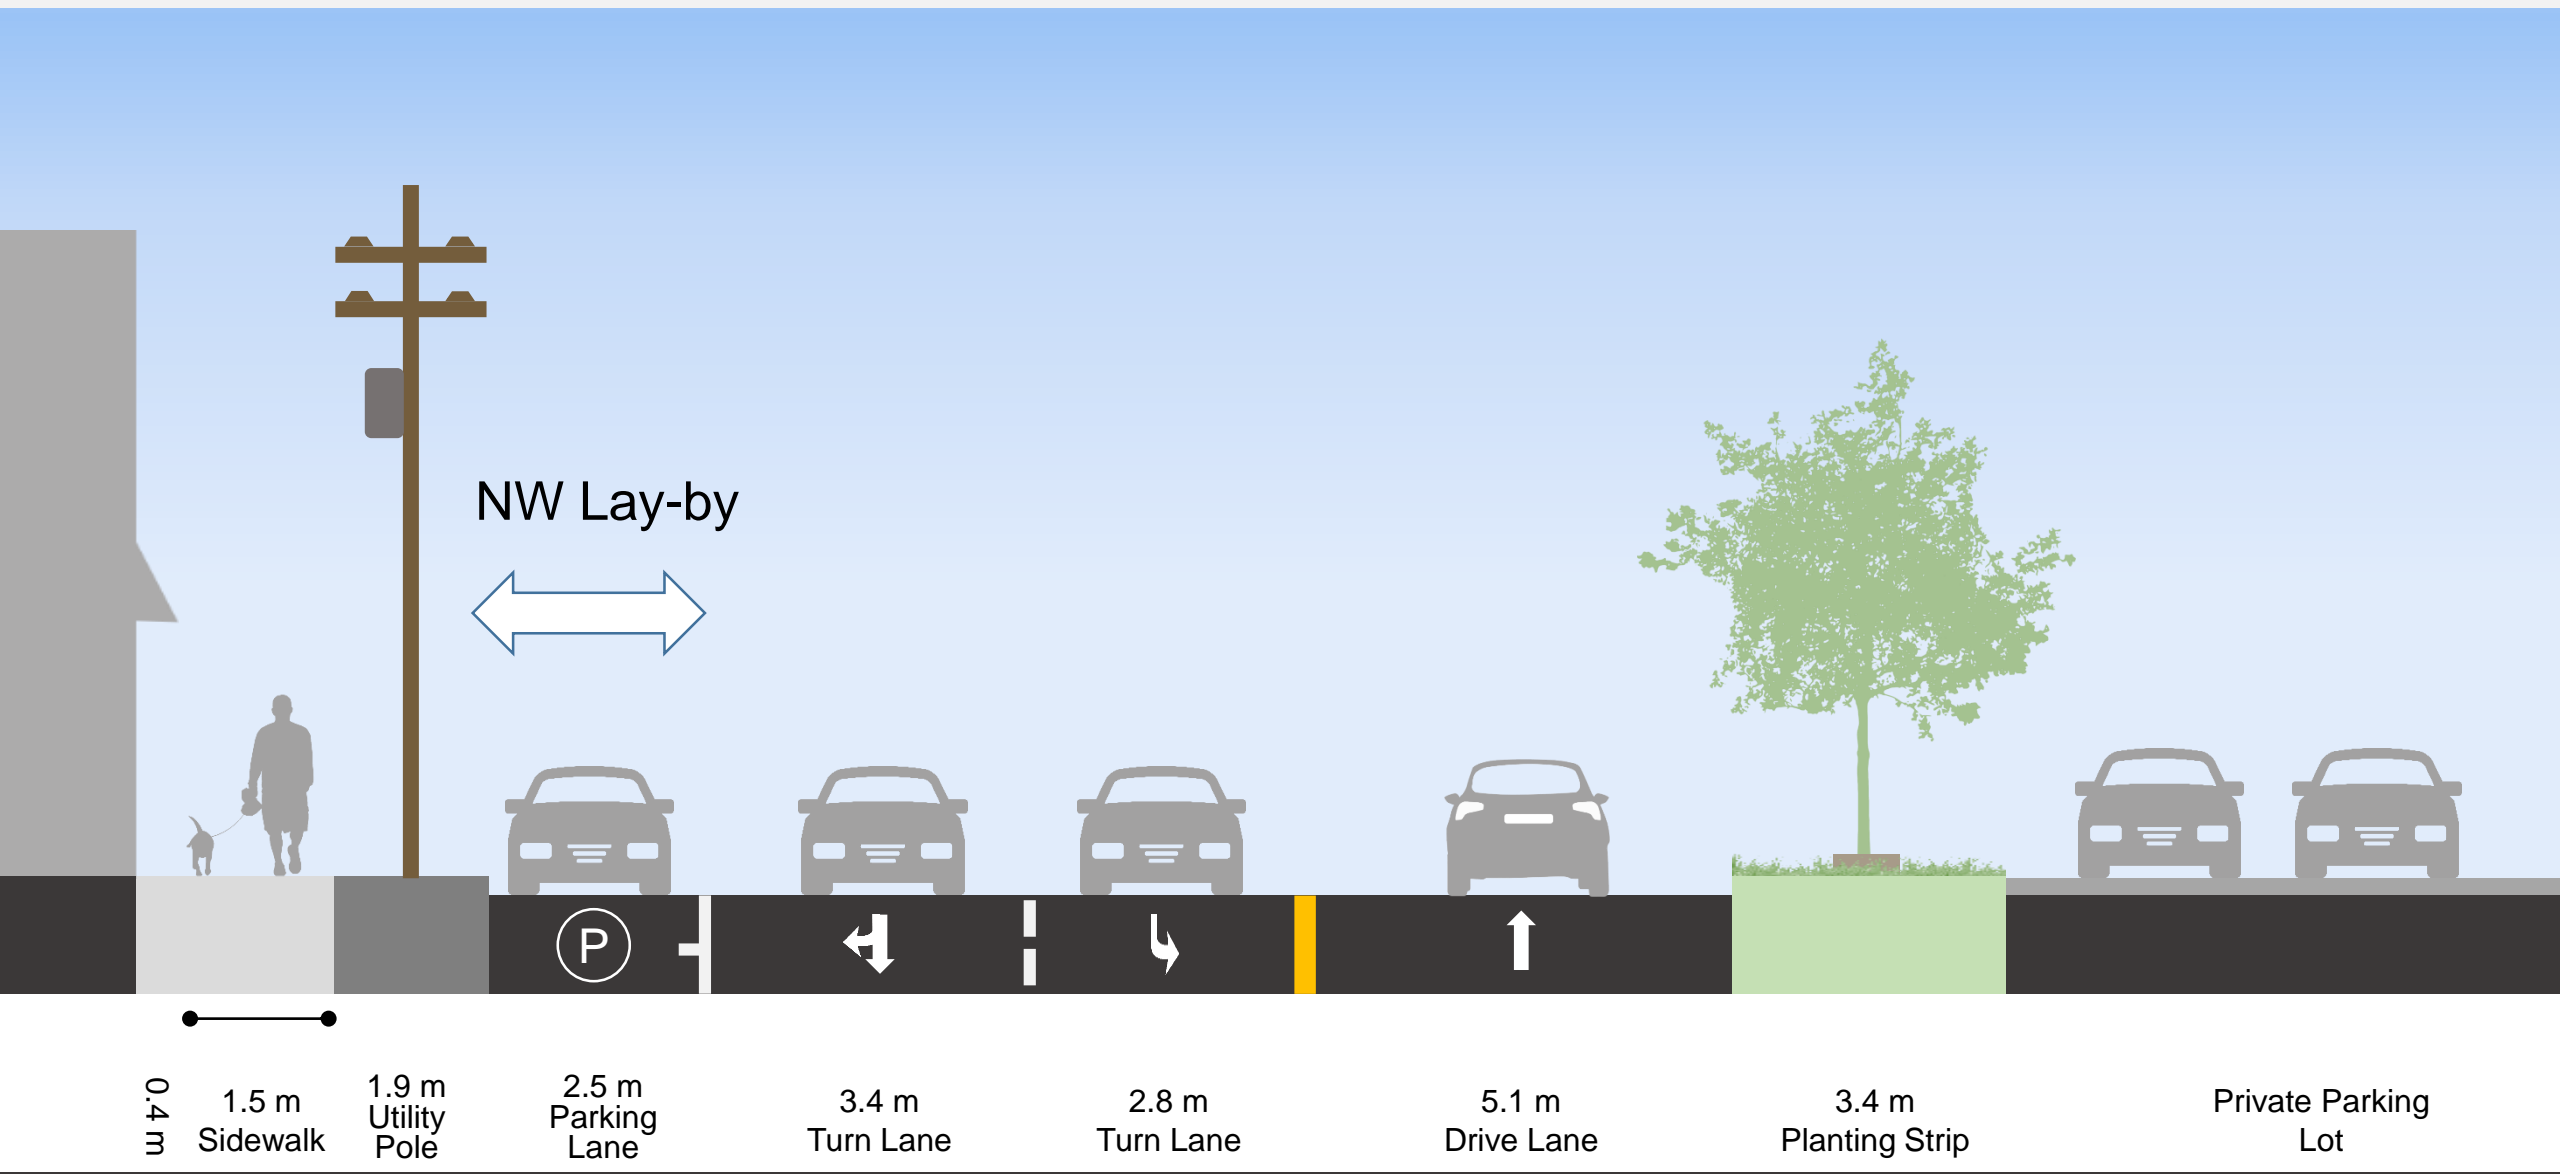 NW Lay-by
P
0.4 m
1.5 m
Sidewalk
1.9 m
Utility
Pole
2.5 m
Parking
Lane
3.4 m
Turn Lane
2.8 m
Turn Lane
5.1 m
Drive Lane
3.4 m
Planting Strip
Private Parking
Lot